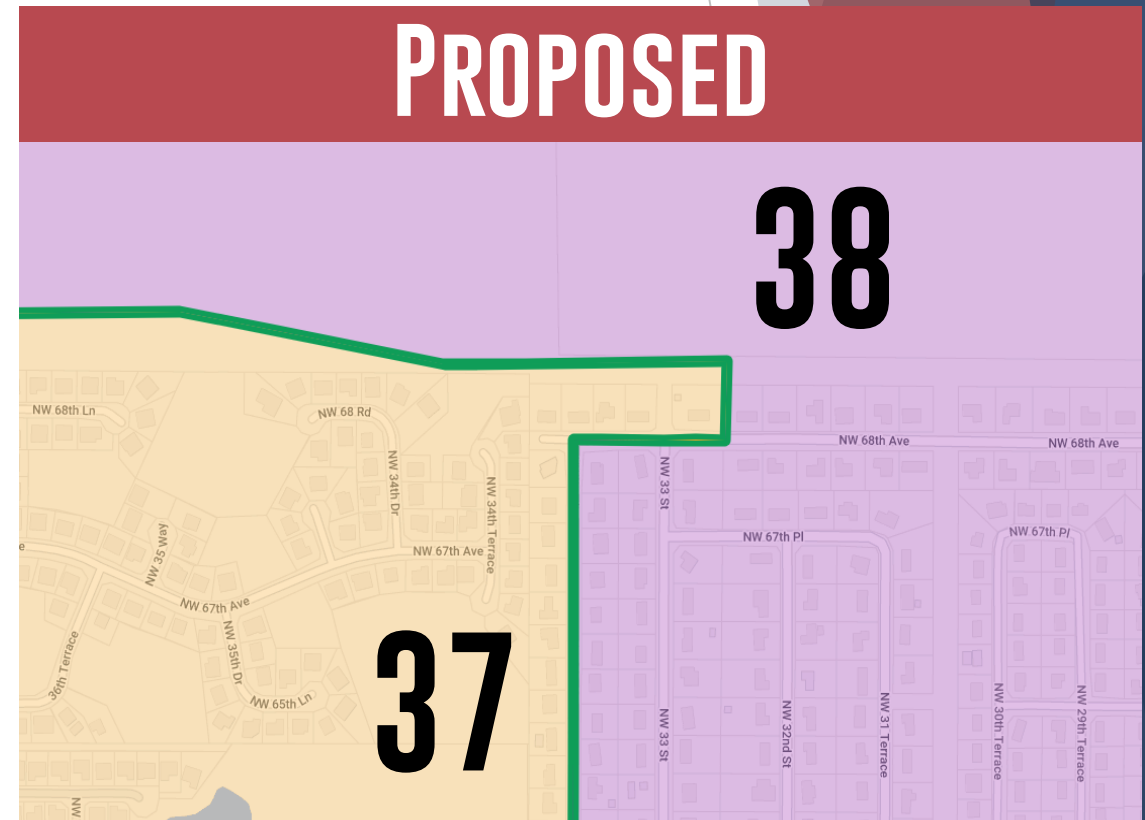 PROPOSED
38
NW 68th Ln
NW 68 Rd
NW 68th Ave
NW 68th Ave
NW 34th Dr
NW 34th Terrace
NW 33 St
NW 67th Pl
NW 67th Pl
NW 35 Way
NW 67th Ave
e
NW 67th Ave
NW 35th Dr
36th Terrace
NW 65th Ln
37
NW 33 St
NW 32nd St
NW 31 Terrace
NW 30th Terrace
NW 29th Terrace
NW